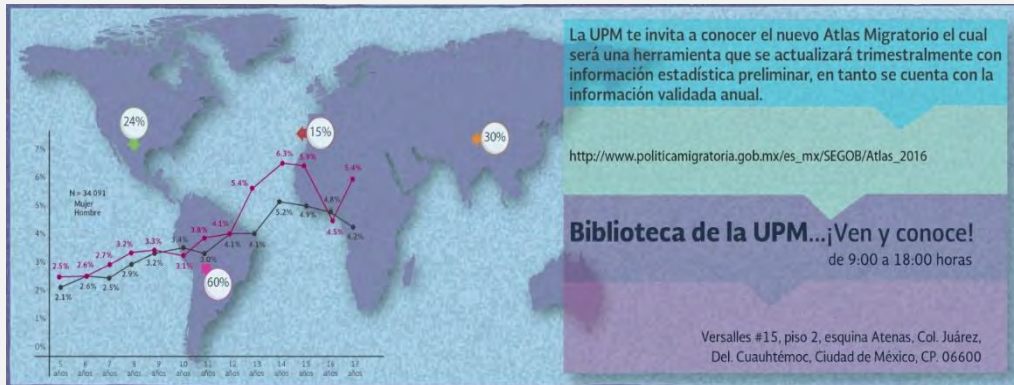 La UPM te invita a conocer el nuevo Atlas Migratorio el cual
será una herramienta que se actualizará trimestralmente con
información estadística preliminar, en tanto se cuenta con la
información validada anual.
http://www.politicamigratoria.gob.mx/es_mx/SEGOB/Atlas_2016
Biblioteca de la UPM...¡Ven y conoce!
de 9:00 a 18:00 horas
Versalles #15, piso 2, esquina Atenas, Col. Juárez,
Del. Cuauhtémoc, Ciudad de México, CP. 06600
24%
15%
30%
60%
7%
6%
5%
4%
3%
2%
1%
0%
N = 34 091
Mujer
Hombre
2.5% 2.6% 2.7% 3.2% 3.3% 3.1% 3.8% 4.1% 5.4% 6.3% 5.9% 4.5% 5.4%
2.1% 2.6% 2.5% 2.9% 3.2% 3.4% 3.0% 4.1% 4.1% 5.2% 4.9% 4.8% 4.2%
5 6 7 8 9 10 11 12 13 14 15 16 17
años años años años años años años años años años años años años